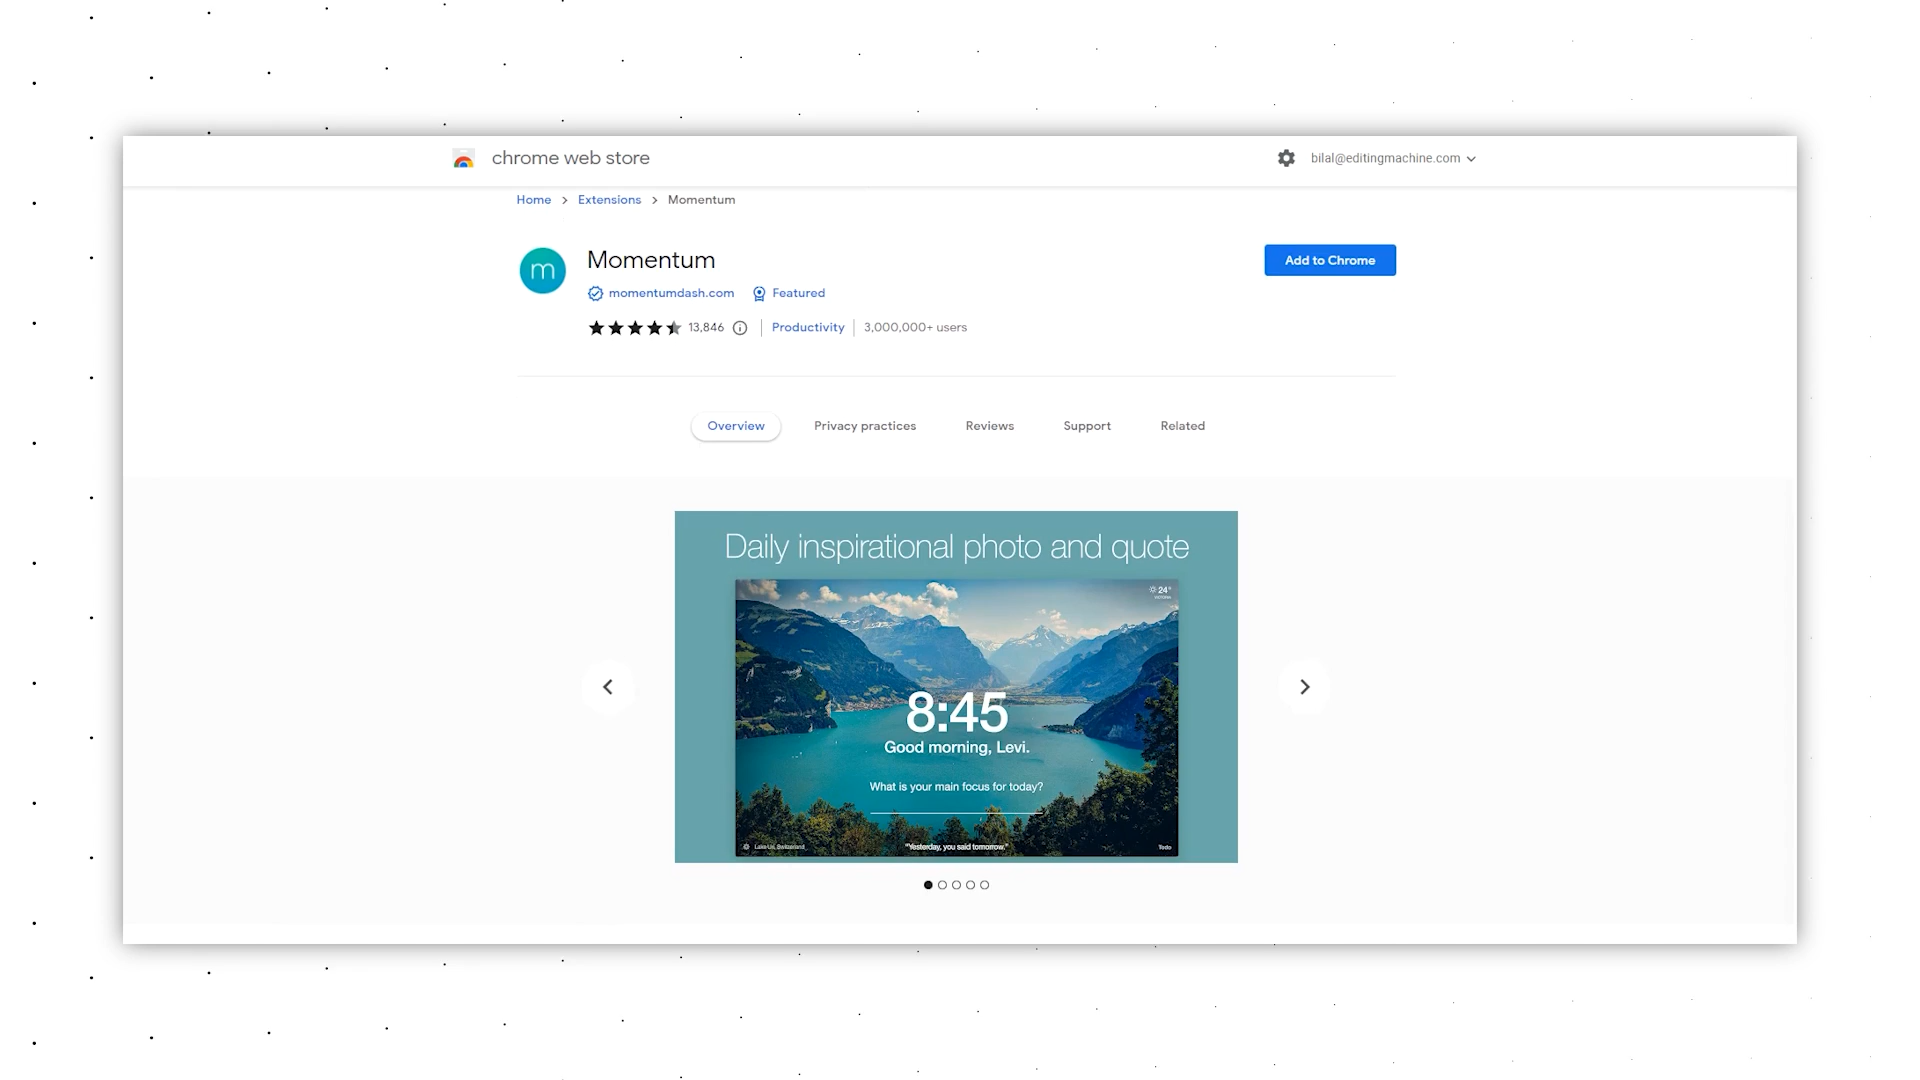 chrome web store
bilal@editingmachine.com
Home > Extensions > Momentum
m
Momentum
Add to Chrome
momentumdash.com
Featured
13,846
Productivity
3,000,000+ users
Overview
Privacy practices
Reviews
Support
Related
Daily inspirational photo and quote
24°
8:45
Good morning, Levi.
What is your main focus for today?
"Yesterday, you said tomorrow."
Todo